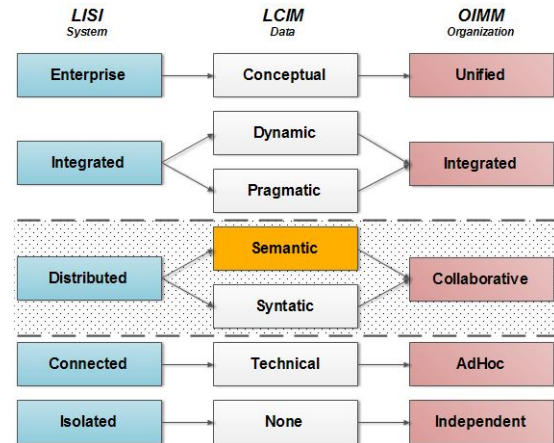 LISI LCIM OIMM
System Data Organization
Enterprise Conceptual Unified
Dynamic
Integrated Integrated
Pragmatic
Semantic
Distributed Collaborative
Syntatic
Connected Technical AdHoc
Isolated None Independent